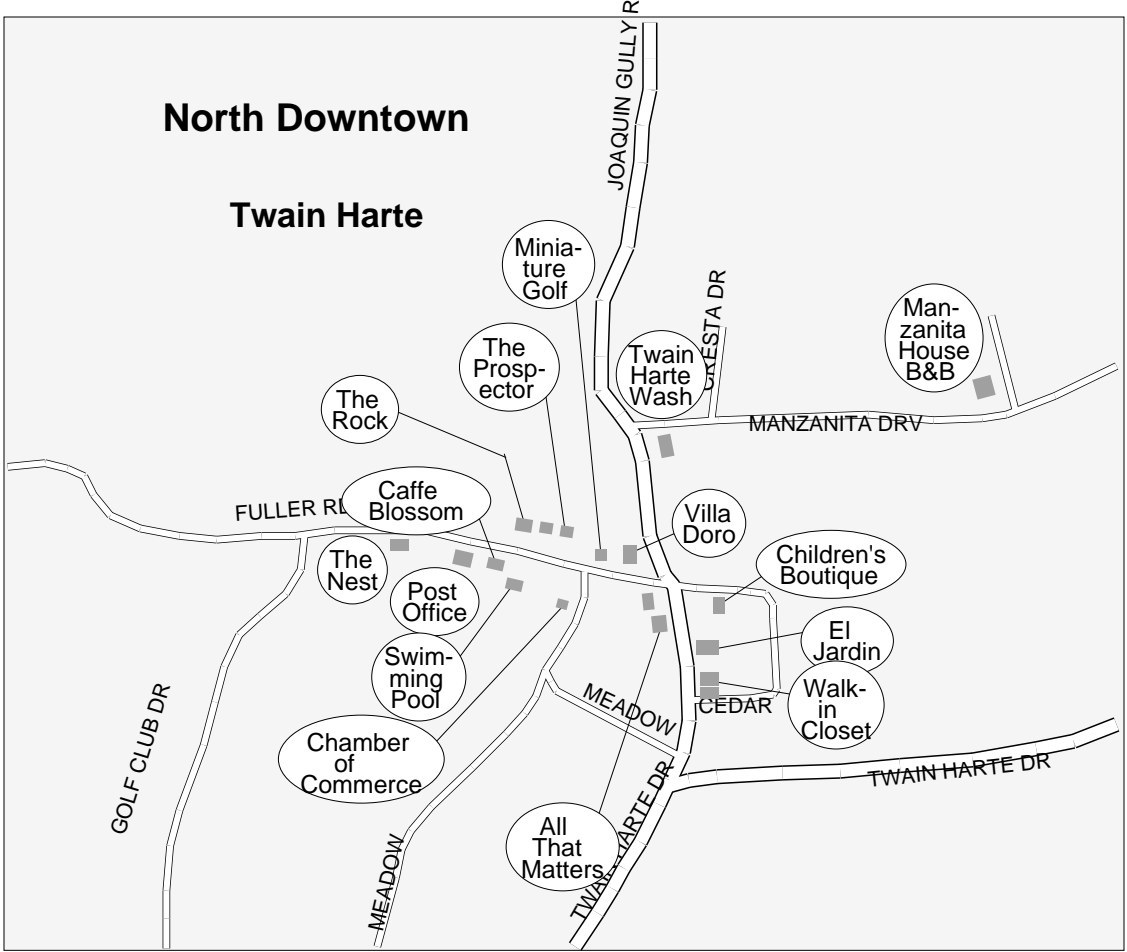 JOAQUIN GULLY R
North Downtown
Twain Harte
Minia-
ture
Golf
CRESTA DR
Man-
zanita
House
B&B
The
Prosp-
ector
Twain
Harte
Wash
The
Rock
MANZANITA DRV
FULLER RD
Caffe
Blossom
Villa
Doro
The
Nest
Children's
Boutique
Post
Office
El
Jardin
Swim-
ming
Pool
MEADOW
CEDAR
Walk-
in
Closet
GOLF CLUB DR
Chamber
of
Commerce
TWAIN HARTE DR
TWAIN HARTE DR
All
That
Matters
MEADOW